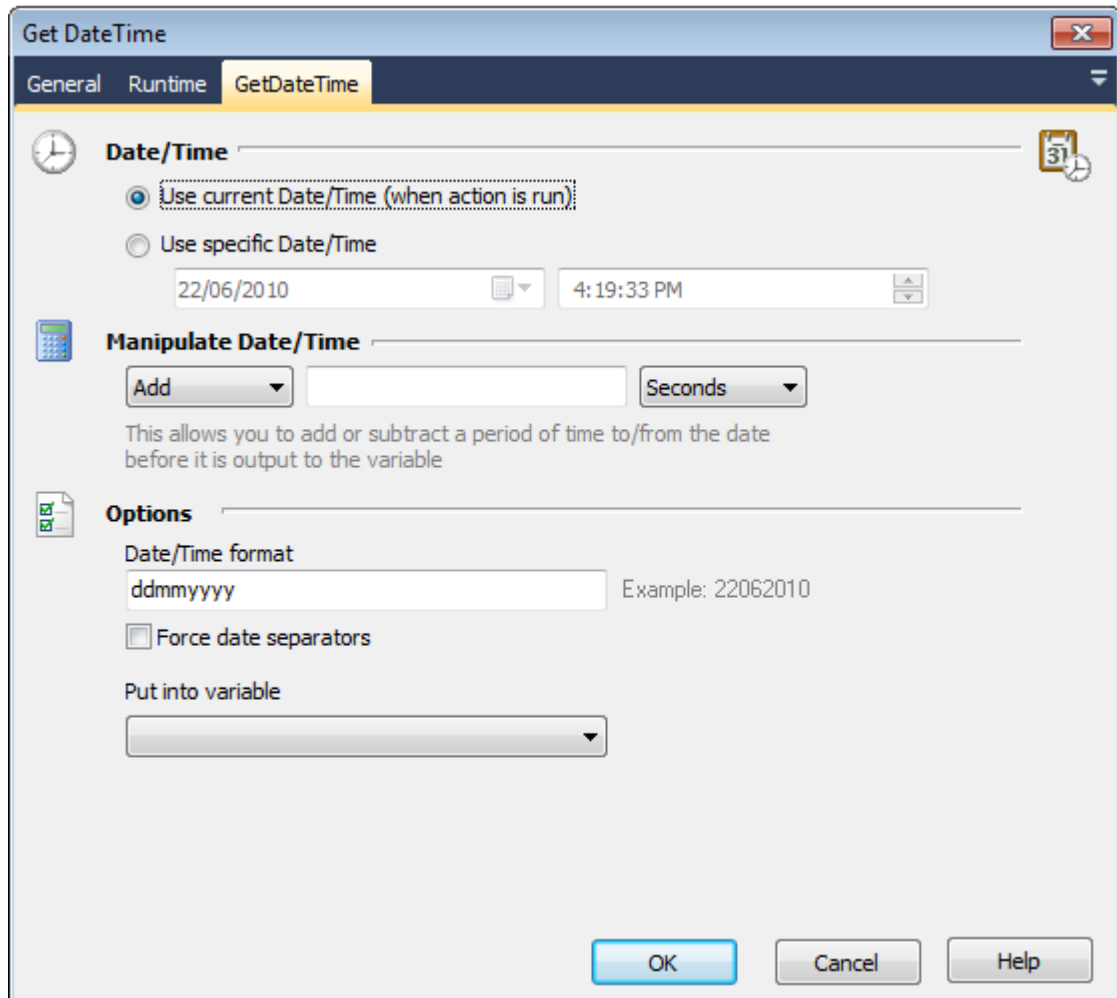 Get DateTime
General Runtime GetDateTime
Date/Time
31
Use current Date/Time (when action is run)
Use specific Date/Time
22/06/2010 4:19:33 PM
Manipulate Date/Time
Add Seconds
This allows you to add or subtract a period of time to/from the date
before it is output to the variable
Options
Date/Time format
ddmmyyyy Example: 22062010
Force date separators
Put into variable
OK Cancel Help